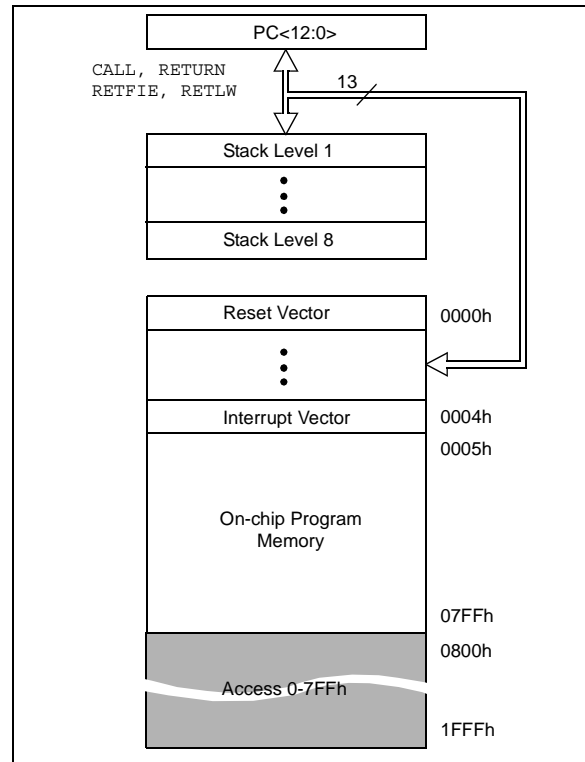 PC<12:0>
CALL, RETURN
RETFIE, RETLW
13
Stack Level 1
Stack Level 8
Reset Vector
0000h
Interrupt Vector
0004h
0005h
On-chip Program
Memory
07FFh
0800h
Access 0-7FFh
1FFFh